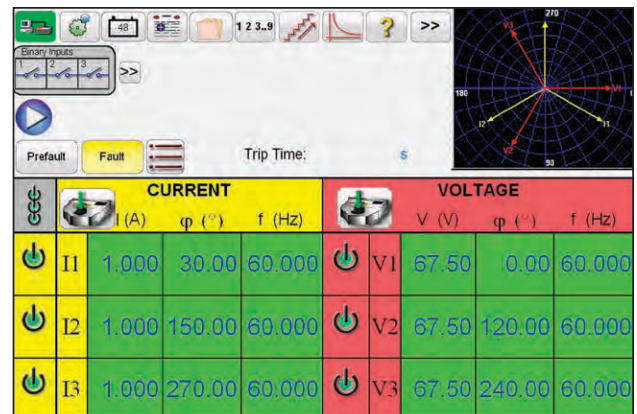 48
1 2 3..9
?
>>
Binary Inputs
1 2 3
>>
Prefault
Fault
Trip Time:
s
270
V3
180
V1
I2
I1
V2
90
CURRENT
I (A) φ (°) f (Hz)
VOLTAGE
V (V) φ (°) f (Hz)
I1 1.000 30.00 60.000 V1 67.50 0.00 60.000
I2 1.000 150.00 60.000 V2 67.50 120.00 60.000
I3 1.000 270.00 60.000 V3 67.50 240.00 60.000